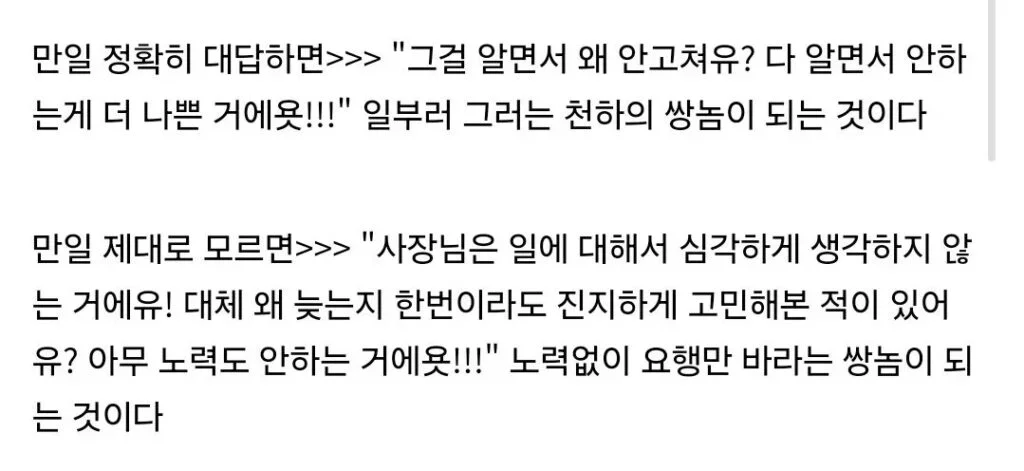 만일 정확히 대답하면>>> "그걸 알면서 왜 안고쳐유? 다 알면서 안하
는게 더 나쁜 거에욧!!!" 일부러 그러는 천하의 쌍놈이 되는 것이다
만일 제대로 모르면>>> "사장님은 일에 대해서 심각하게 생각하지 않
는 거에유! 대체 왜 늦는지 한번이라도 진지하게 고민해본 적이 있어
유? 아무 노력도 안하는 거에욧!!!" 노력없이 요행만 바라는 쌍놈이 되
는 것이다